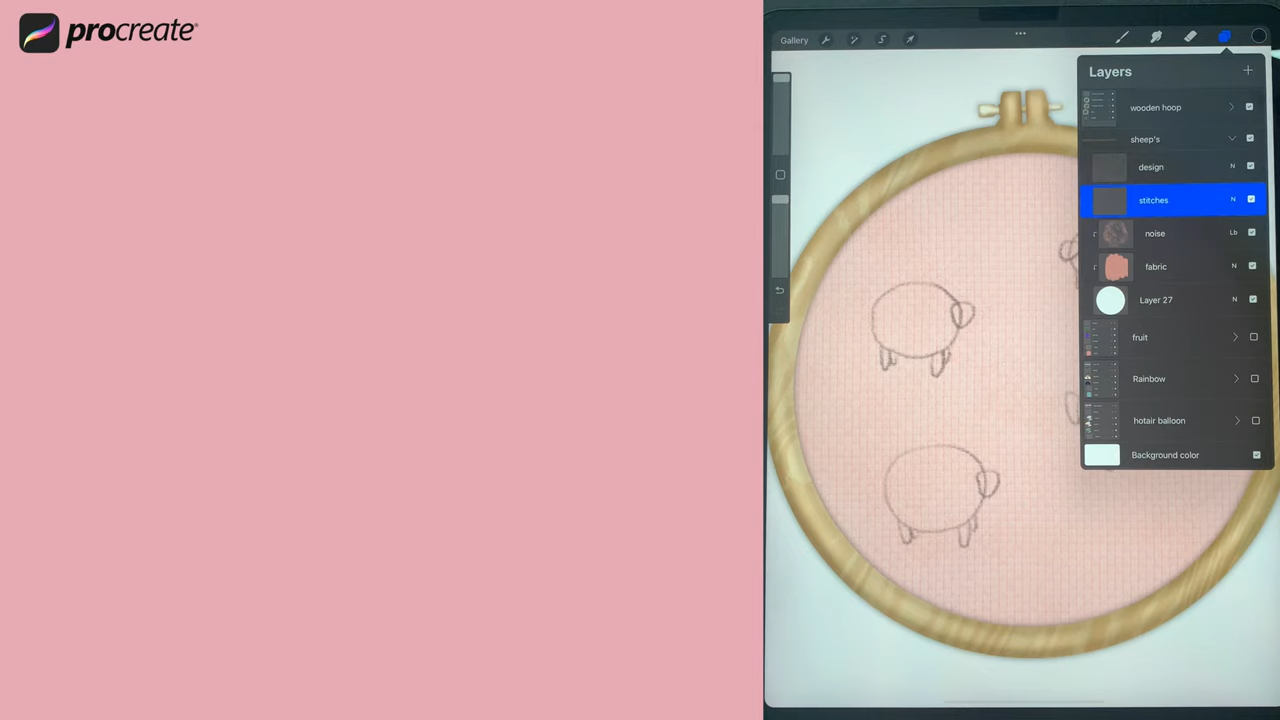 procreate®
Gallery
Layers
wooden hoop
sheep's
design N
stitches N
noise Lb
fabric N
Layer 27 N
fruit
Rainbow
hotair balloon
Background color